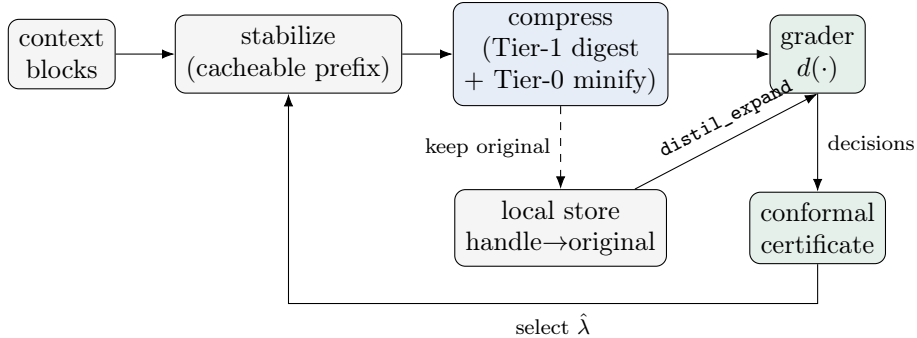 context
blocks
stabilize
(cacheable prefix)
compress
(Tier-1 digest
+ Tier-0 minify)
grader
d(·)
keep original
distil_expand
decisions
local store
handle→original
conformal
certificate
select λ̂